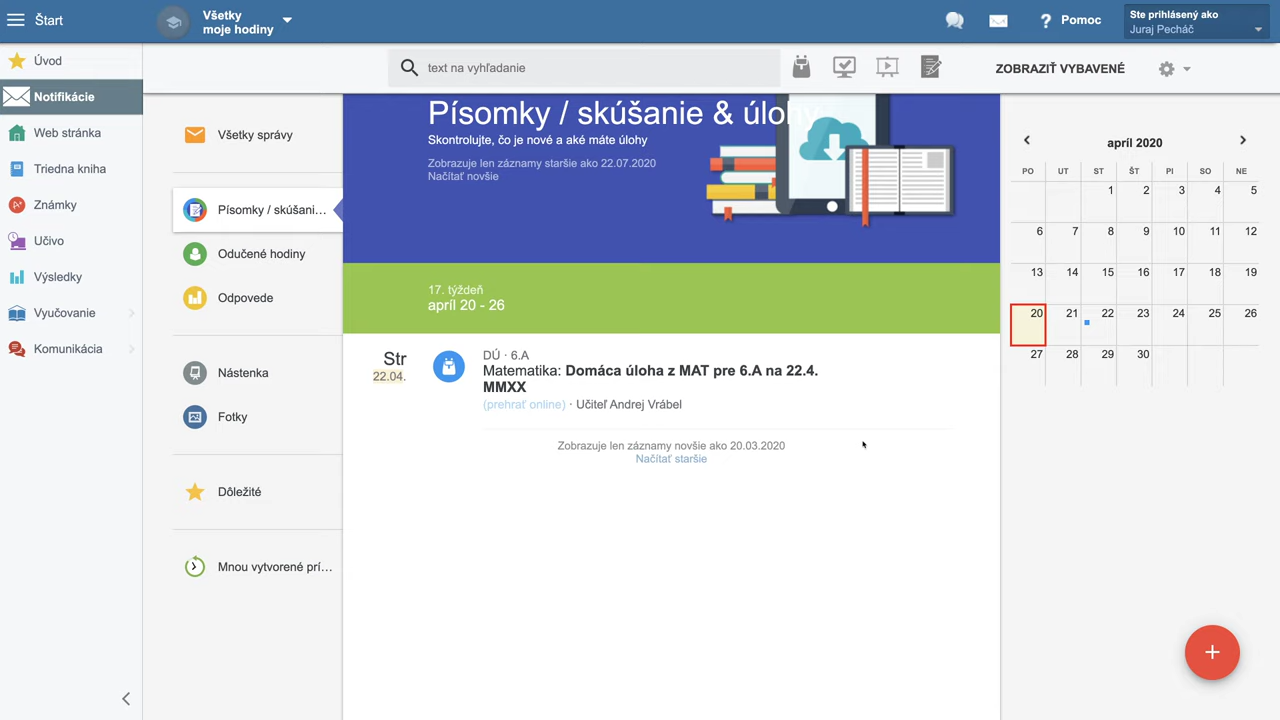 Štart
Všetky
moje hodiny
Pomoc
Ste prihlásený ako
Juraj Pecháč
Úvod
Notifikácie
Web stránka
Triedna kniha
Známky
Učivo
Výsledky
Vyučovanie
Komunikácia
text na vyhľadanie
ZOBRAZIŤ VYBAVENÉ
Všetky správy
Písomky / skúšani...
Odučené hodiny
Odpovede
Nástenka
Fotky
Dôležité
Mnou vytvorené prí...
Písomky / skúšanie & úlohy
Skontrolujte, čo je nové a aké máte úlohy
Zobrazuje len záznamy staršie ako 22.07.2020
Načítať novšie
17. týždeň
apríl 20 - 26
Str
22.04.
DÚ · 6.A
Matematika: Domáca úloha z MAT pre 6.A na 22.4.
MMXX
(prehrať online) · Učiteľ Andrej Vrábel
Zobrazuje len záznamy novšie ako 20.03.2020
Načítať staršie
apríl 2020
PO UT ST ŠT PI SO NE
1 2 3 4 5
6 7 8 9 10 11 12
13 14 15 16 17 18 19
20 21 22 23 24 25 26
27 28 29 30